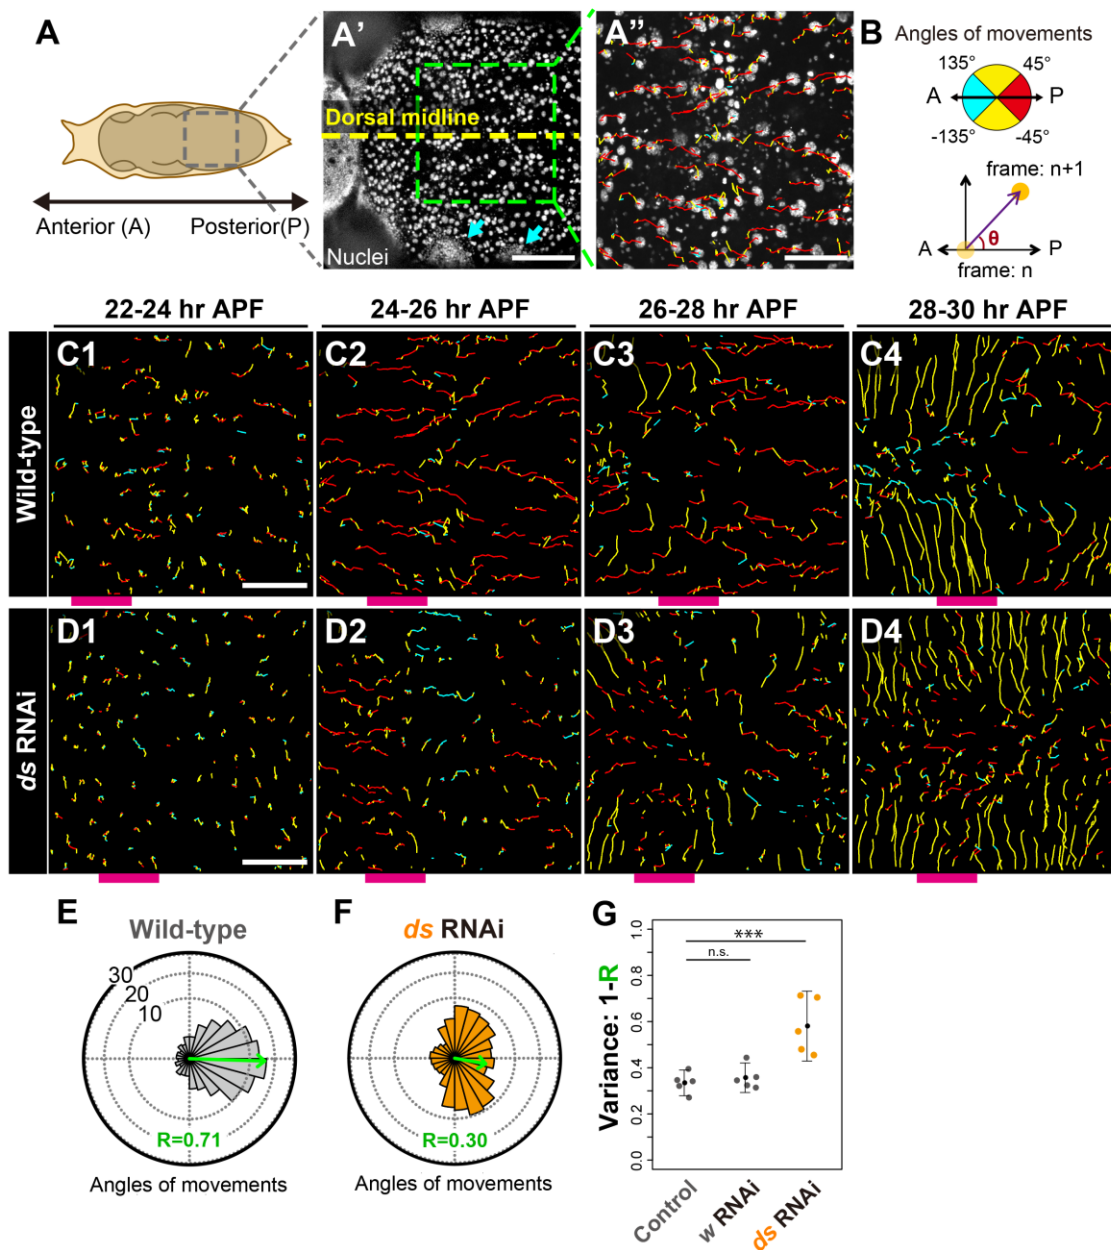 A
Anterior (A)
Posterior(P)
A'
Dorsal midline
Nuclei
A"
B
Angles of movements
135°
45°
A
P
-135°
-45°
frame: n+1
θ
A
P
frame: n
22-24 hr APF
24-26 hr APF
26-28 hr APF
28-30 hr APF
Wild-type
C1
C2
C3
C4
ds RNAi
D1
D2
D3
D4
E
Wild-type
30
20
10
R=0.71
Angles of movements
F
ds RNAi
R=0.30
Angles of movements
G
Variance: 1-R
1.0
0.8
0.6
0.4
0.2
0.0
***
n.s.
Control
w RNAi
ds RNAi